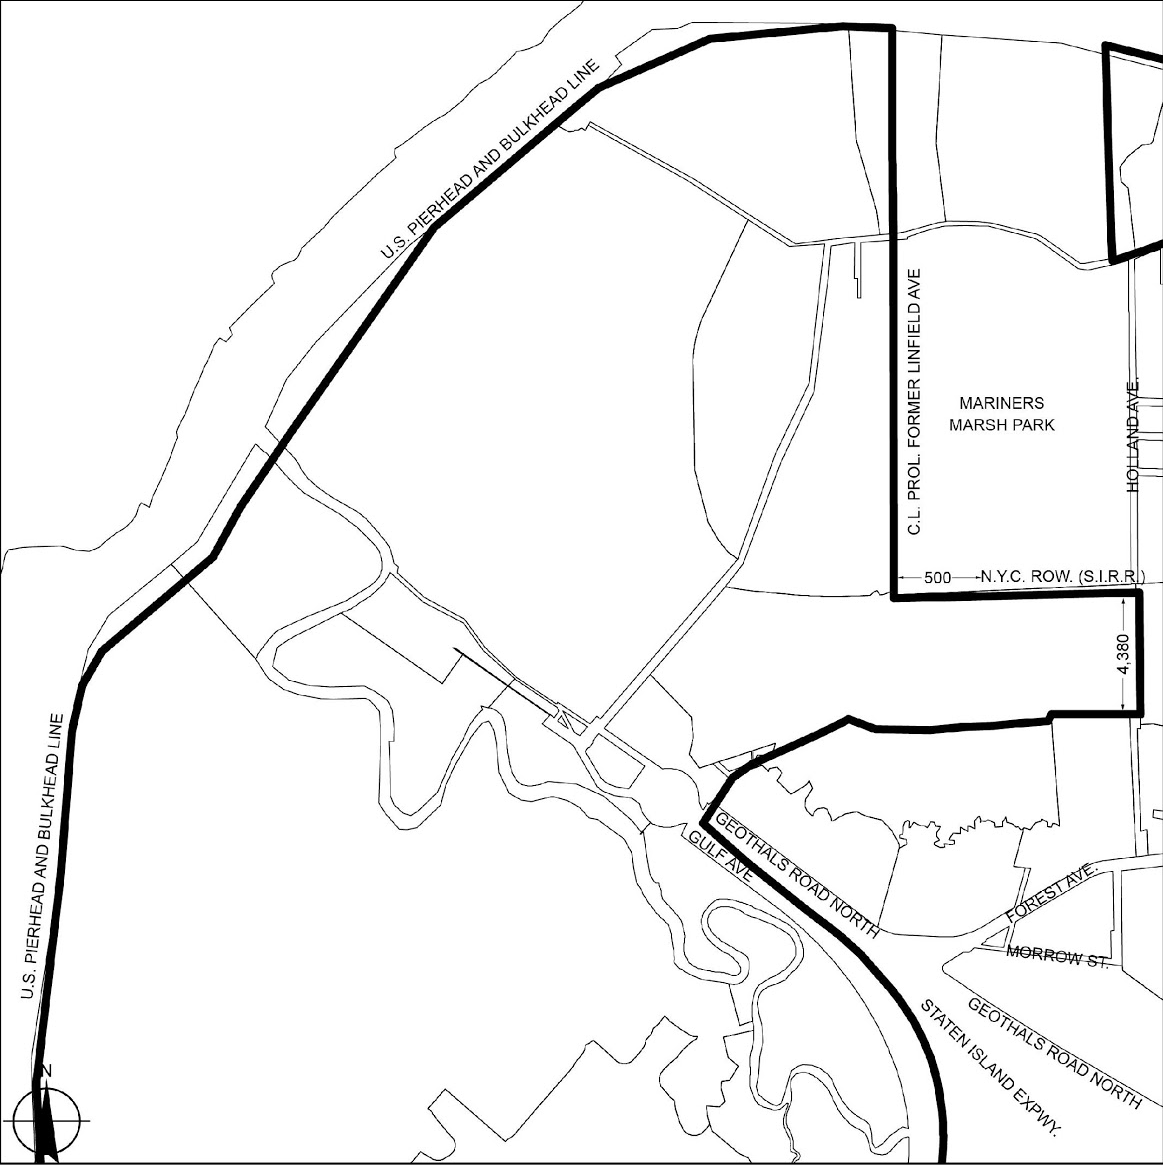 U.S. PIERHEAD AND BULKHEAD LINE
C.L. PROL. FORMER LINFIELD AVE
MARINERS
MARSH PARK
HOLLAND AVE.
500
N.Y.C. ROW. (S.I.R.R.)
4,380
U.S. PIERHEAD AND BULKHEAD LINE
GEOTHALS ROAD NORTH
GULF AVE
FOREST AVE.
MORROW ST.
GEOTHALS ROAD NORTH
STATEN ISLAND EXPWY.
N